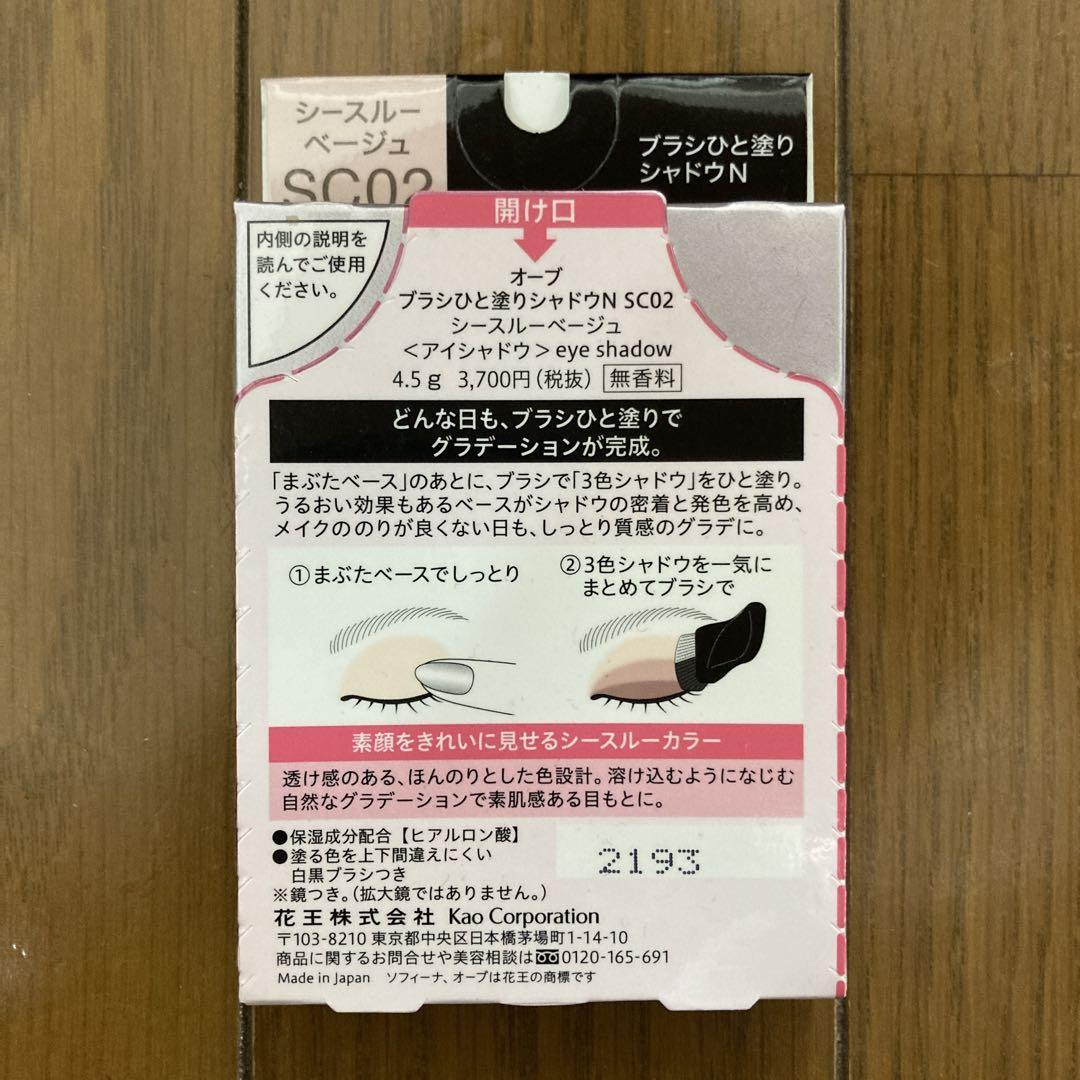 シースルー
ベージュ
SC02
ブラシひと塗り
シャドウN
開け口
内側の説明を
読んでご使用
ください。
オーブ
ブラシひと塗りシャドウN SC02
シースルーベージュ
＜アイシャドウ＞eye shadow
4.5g 3,700円(税抜) 無香料
どんな日も、ブラシひと塗りで
グラデーションが完成。
「まぶたベース」のあとに、ブラシで「3色シャドウ」をひと塗り。
うるおい効果もあるベースがシャドウの密着と発色を高め、
メイクののりが良くない日も、しっとり質感のグラデに。
①まぶたベースでしっとり
②3色シャドウを一気に
まとめてブラシで
素顔をきれいに見せるシースルーカラー
透け感のある、ほんのりとした色設計。溶け込むようになじむ
自然なグラデーションで素肌感ある目もとに。
●保湿成分配合【ヒアルロン酸】
●塗る色を上下間違えにくい
白黒ブラシつき
※鏡つき。(拡大鏡ではありません。)
2193
花王株式会社 Kao Corporation
〒103-8210 東京都中央区日本橋茅場町1-14-10
商品に関するお問合せや美容相談は0120-165-691
Made in Japan ソフィーナ、オーブは花王の商標です